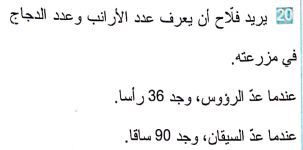 20 يريد فلّاح أن يعرف عدد الأرانب وعدد الدجاج
في مزرعته.
عندما عدّ الرؤوس، وجد 36 رأسا.
عندما عدّ السيقان، وجد 90 ساقا.